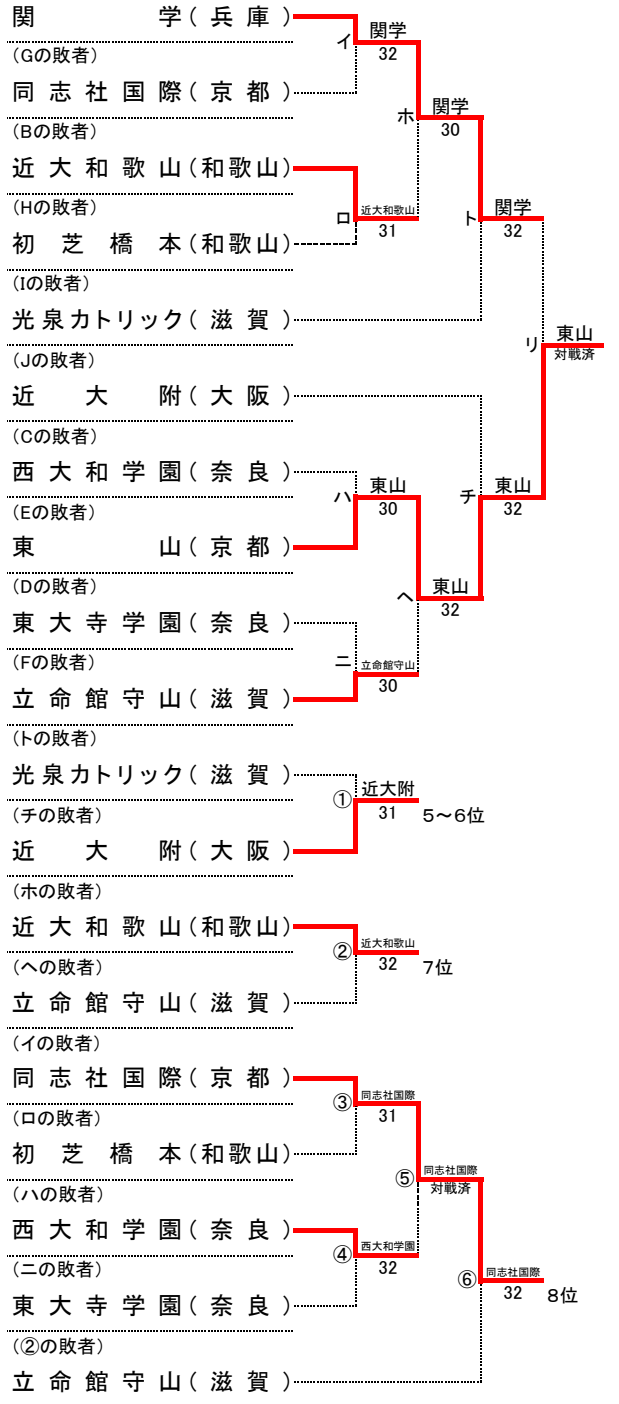 関学(兵庫)
イ
関学
32
(Gの敗者)
同志社国際(京都)
ホ
関学
30
(Bの敗者)
近大和歌山(和歌山)
(Hの敗者)
ロ
近大和歌山
31
ト
関学
32
初芝橋本(和歌山)
(Iの敗者)
光泉カトリック(滋賀)
リ
東山
対戦済
(Jの敗者)
近大附(大阪)
(Cの敗者)
西大和学園(奈良)
ハ
東山
30
チ
東山
32
(Eの敗者)
東山(京都)
(Dの敗者)
ヘ
東山
32
東大寺学園(奈良)
(Fの敗者)
ニ
立命館守山
30
立命館守山(滋賀)
(トの敗者)
光泉カトリック(滋賀)
①
近大附
31
5～6位
(チの敗者)
近大附(大阪)
(ホの敗者)
近大和歌山(和歌山)
②
近大和歌山
32
7位
(ヘの敗者)
立命館守山(滋賀)
(イの敗者)
同志社国際(京都)
③
同志社国際
31
(ロの敗者)
初芝橋本(和歌山)
⑤
同志社国際
対戦済
(ハの敗者)
西大和学園(奈良)
④
西大和学園
32
(ニの敗者)
⑥
同志社国際
32
8位
東大寺学園(奈良)
(②の敗者)
立命館守山(滋賀)